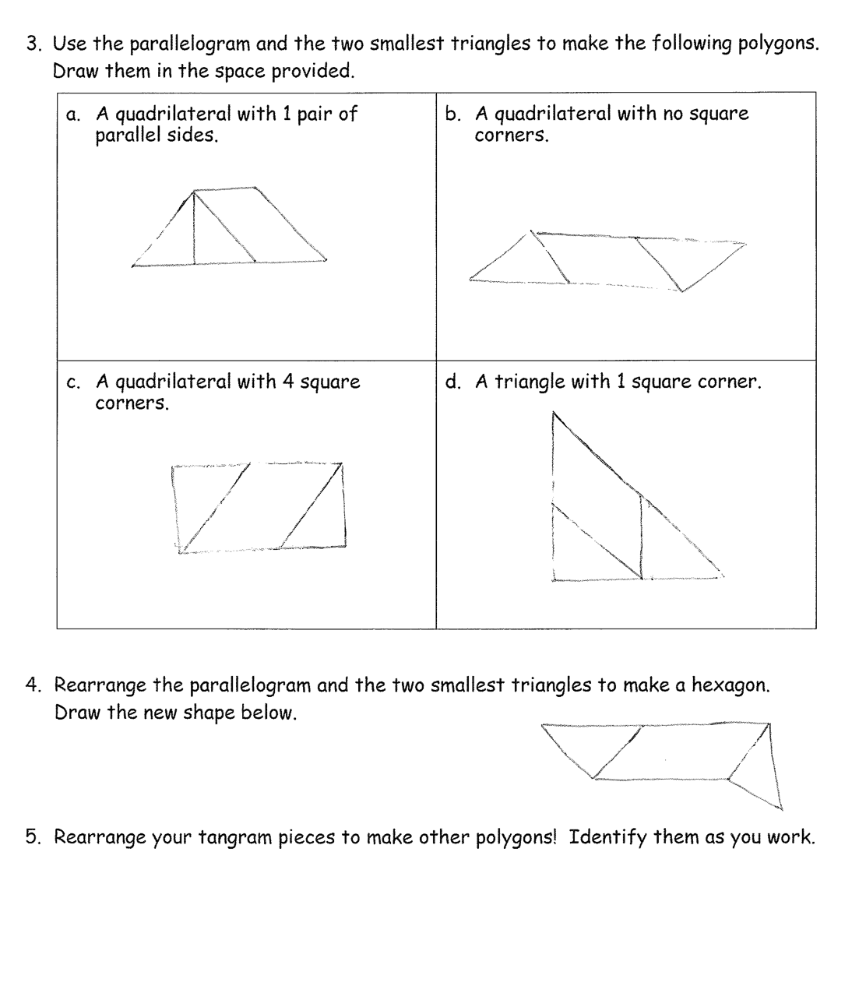 3. Use the parallelogram and the two smallest triangles to make the following polygons.
Draw them in the space provided.
a. A quadrilateral with 1 pair of
parallel sides.
b. A quadrilateral with no square
corners.
c. A quadrilateral with 4 square
corners.
d. A triangle with 1 square corner.
4. Rearrange the parallelogram and the two smallest triangles to make a hexagon.
Draw the new shape below.
5. Rearrange your tangram pieces to make other polygons! Identify them as you work.